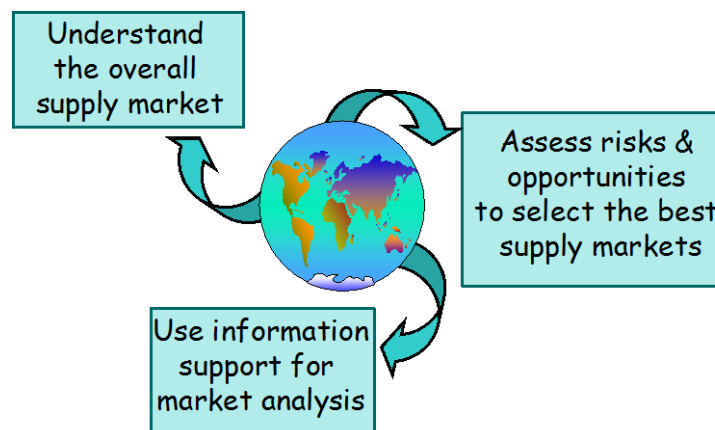 Understand
the overall
supply market
Assess risks &
opportunities
to select the best
supply markets
Use information
support for
market analysis